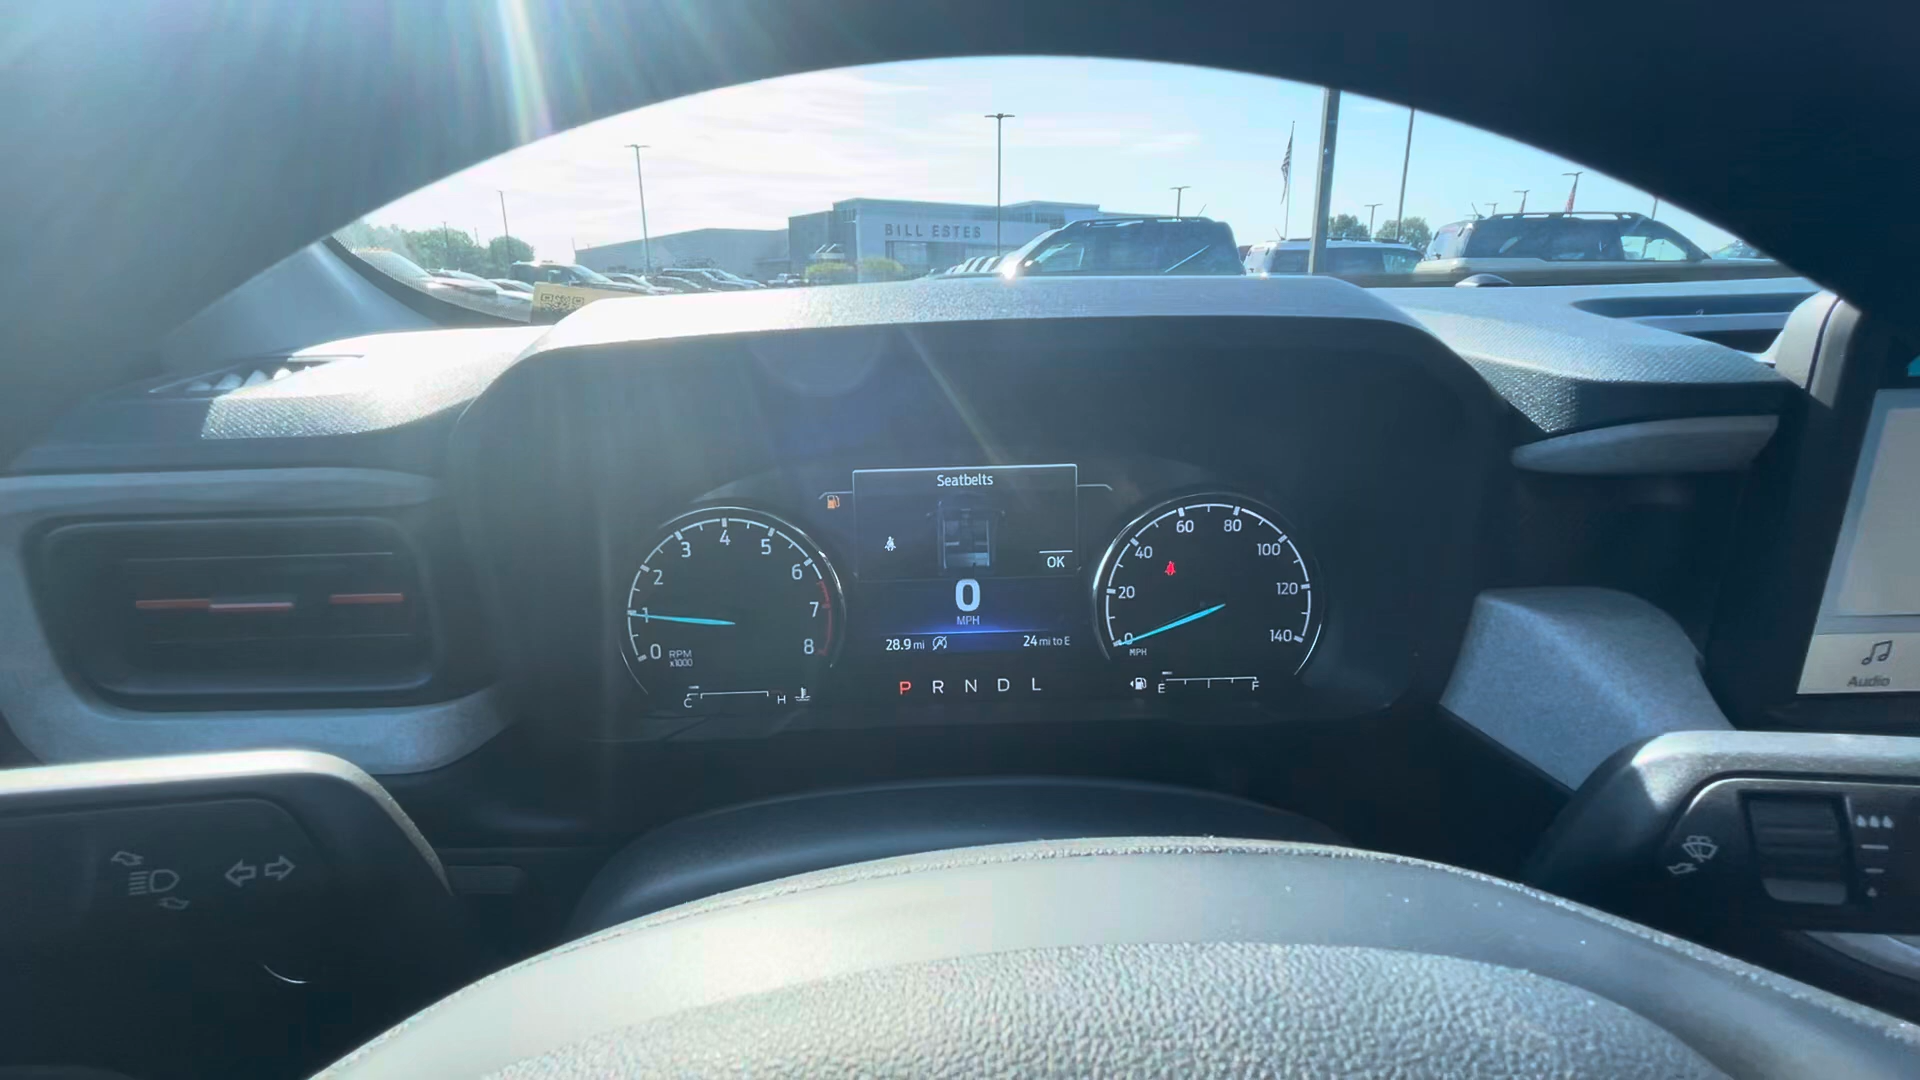 BILL ESTES
Seatbelts
OK
0
MPH
28.9 mi
24 mi to E
P R N D L
0 1 2 3 4 5 6 7 8
RPM
x1000
C H
0 20 40 60 80 100 120 140
MPH
E F
Audio